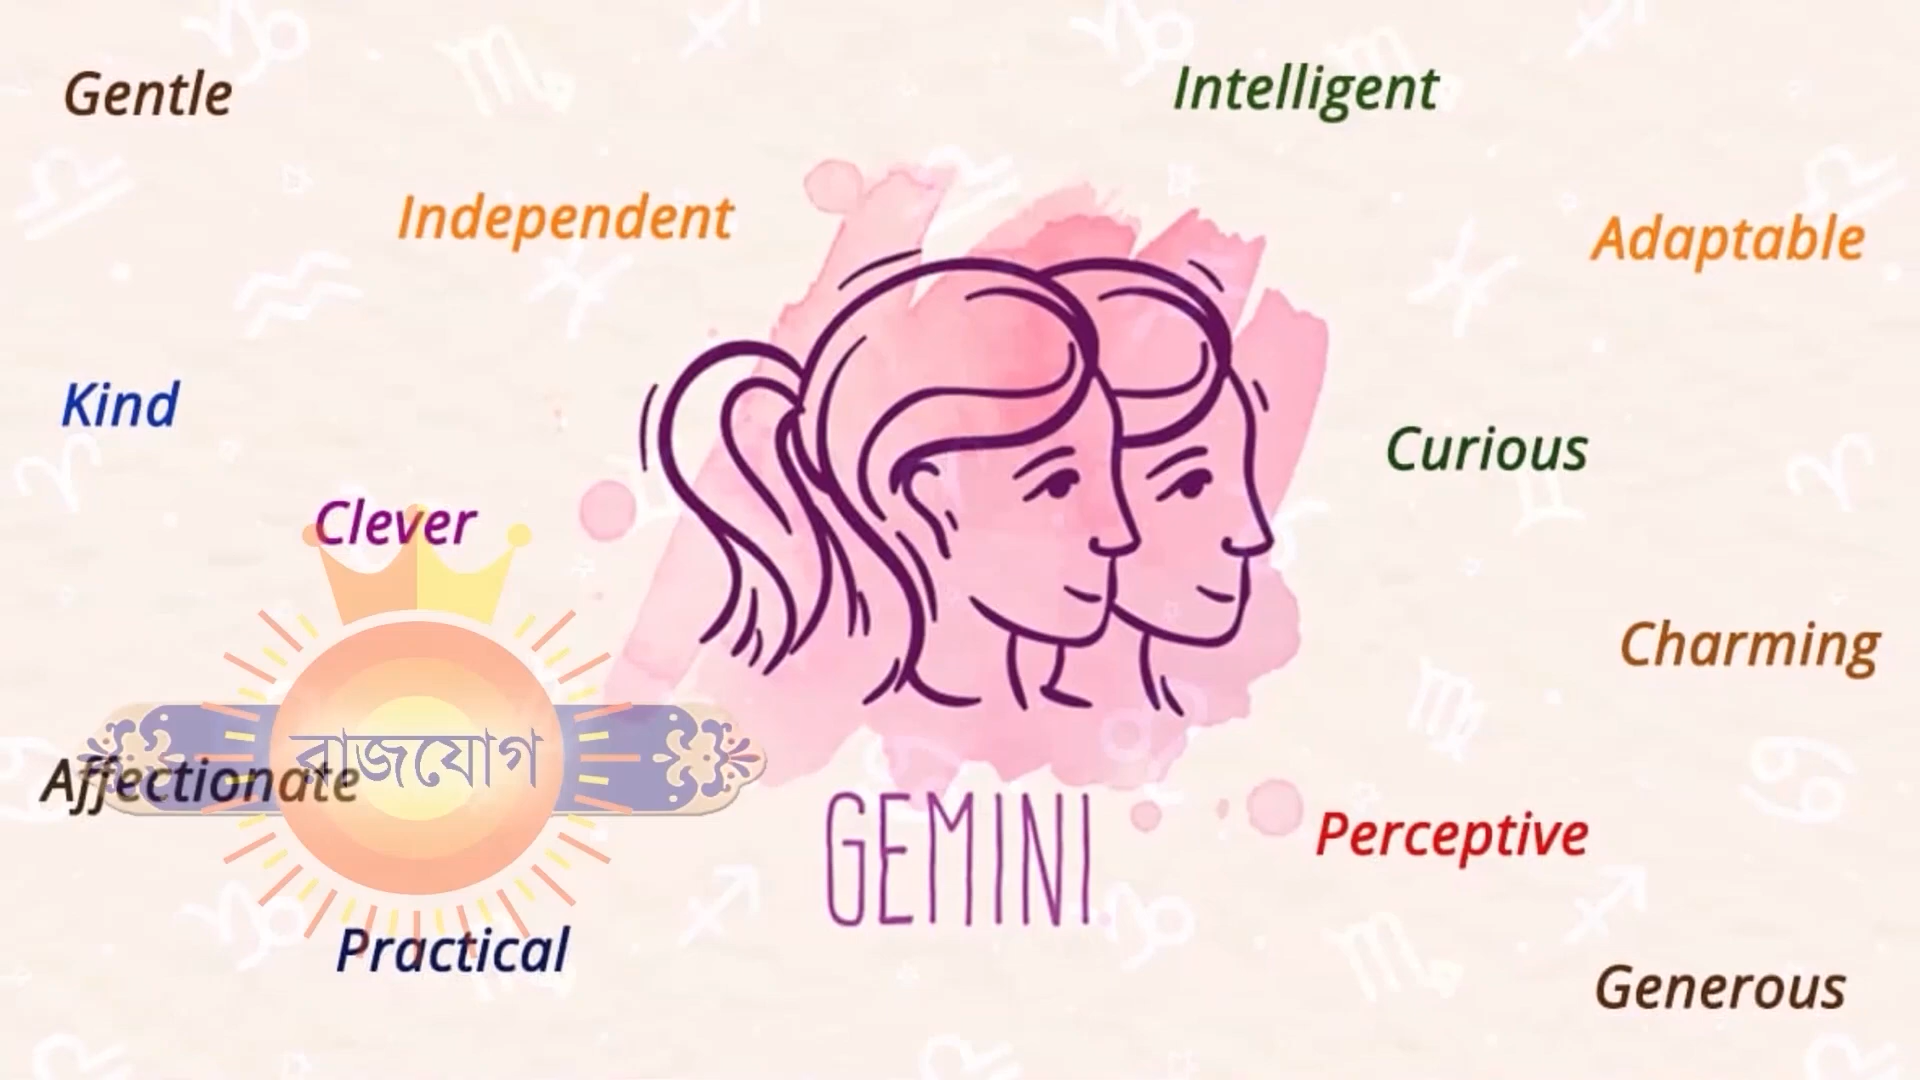 Gentle
Intelligent
Independent
Adaptable
Kind
Curious
Clever
Charming
রাজযোগ
Affectionate
GEMINI
Perceptive
Practical
Generous